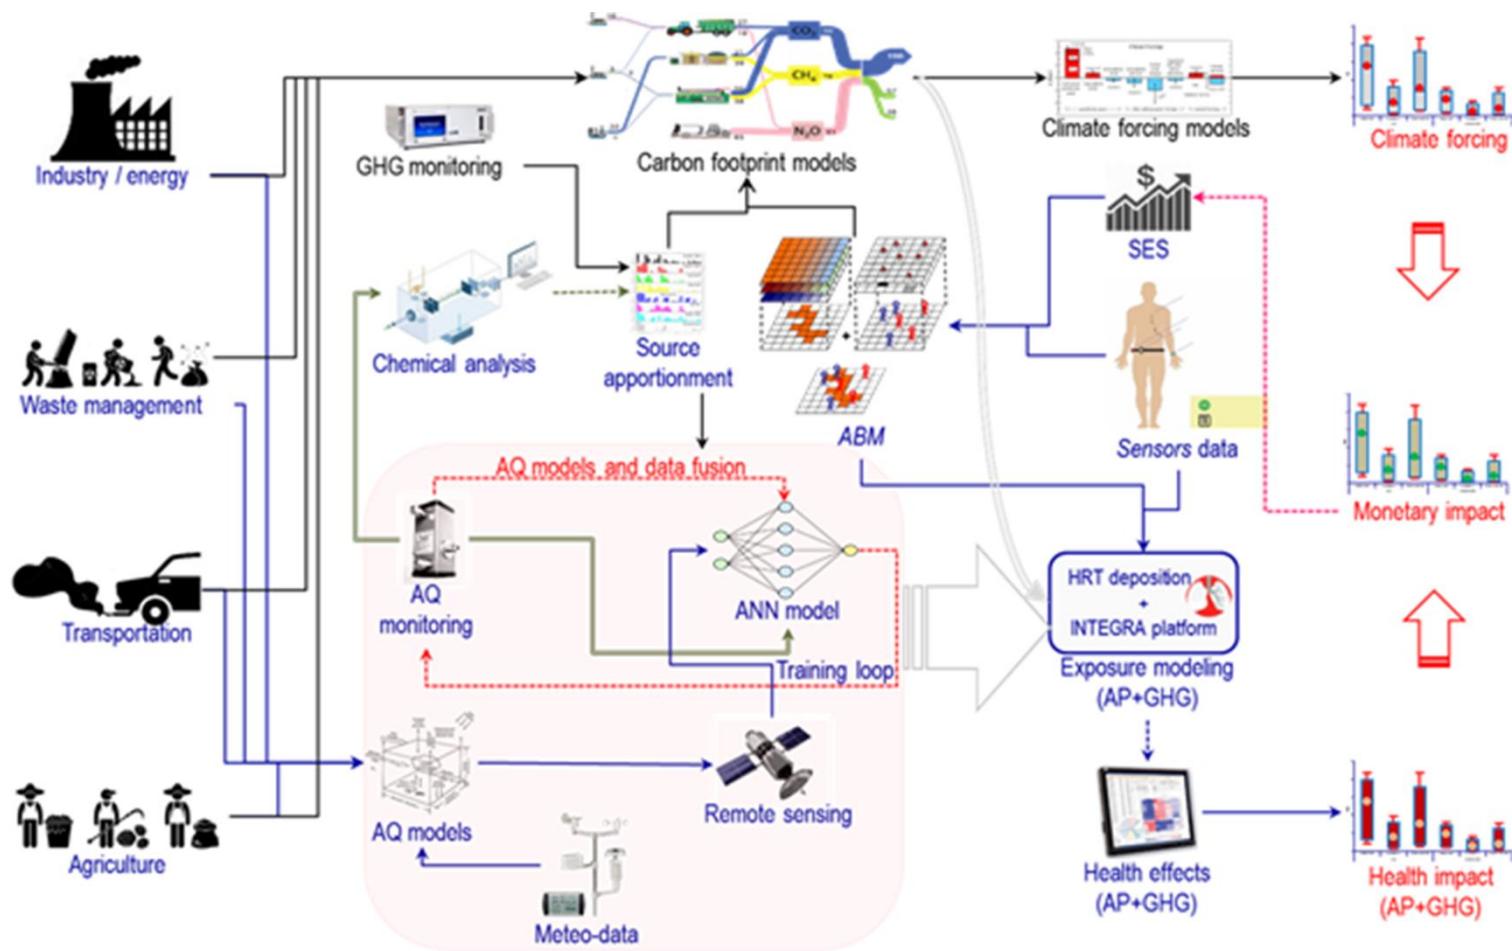 CO₂
CH₄
N₂O
Climate forcing models
Climate forcing
Industry / energy
GHG monitoring
Carbon footprint models
$
SES
Chemical analysis
Source
apportionment
+
ABM
Sensors data
Waste management
AQ models and data fusion
Monetary impact
AQ
monitoring
ANN model
HRT deposition
+
INTEGRA platform
Transportation
Training loop
Exposure modeling
(AP+GHG)
Remote sensing
AQ models
Agriculture
Health effects
(AP+GHG)
Health impact
(AP+GHG)
Meteo-data